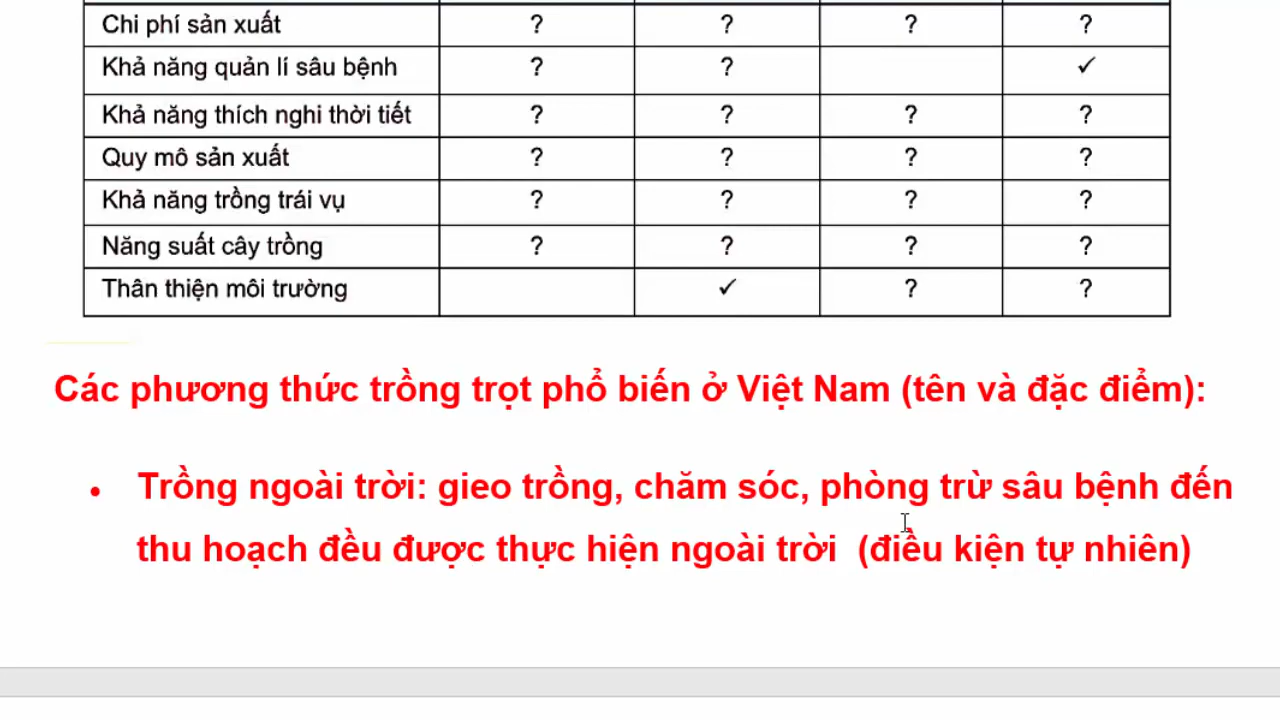 Chi phí sản xuất ? ? ? ?
Khả năng quản lí sâu bệnh ? ? ✓
Khả năng thích nghi thời tiết ? ? ? ?
Quy mô sản xuất ? ? ? ?
Khả năng trồng trái vụ ? ? ? ?
Năng suất cây trồng ? ? ? ?
Thân thiện môi trường ✓ ? ?
Các phương thức trồng trọt phổ biến ở Việt Nam (tên và đặc điểm):
• Trồng ngoài trời: gieo trồng, chăm sóc, phòng trừ sâu bệnh đến
thu hoạch đều được thực hiện ngoài trời (điều kiện tự nhiên)